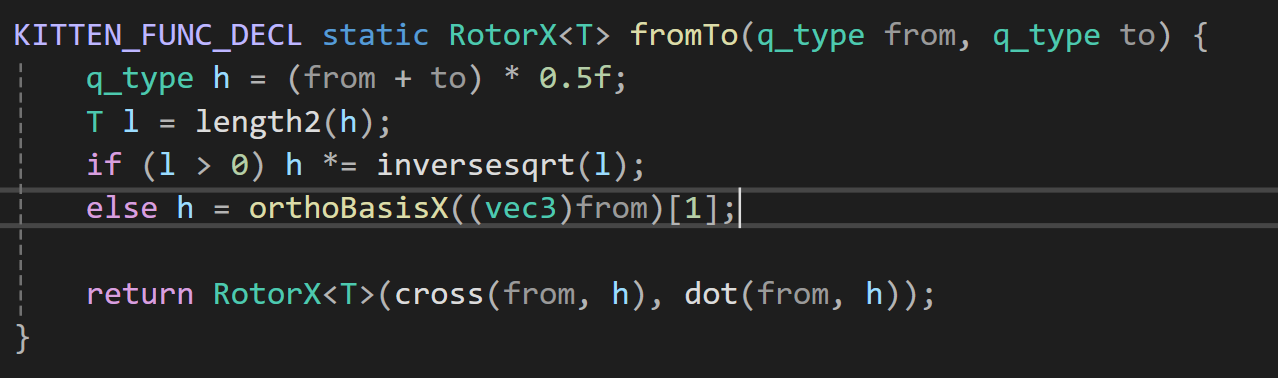 KITTEN_FUNC_DECL static RotorX<T> fromTo(q_type from, q_type to) {
    q_type h = (from + to) * 0.5f;
    T l = length2(h);
    if (l > 0) h *= inversesqrt(l);
    else h = orthoBasisX((vec3)from)[1];
    return RotorX<T>(cross(from, h), dot(from, h));
}